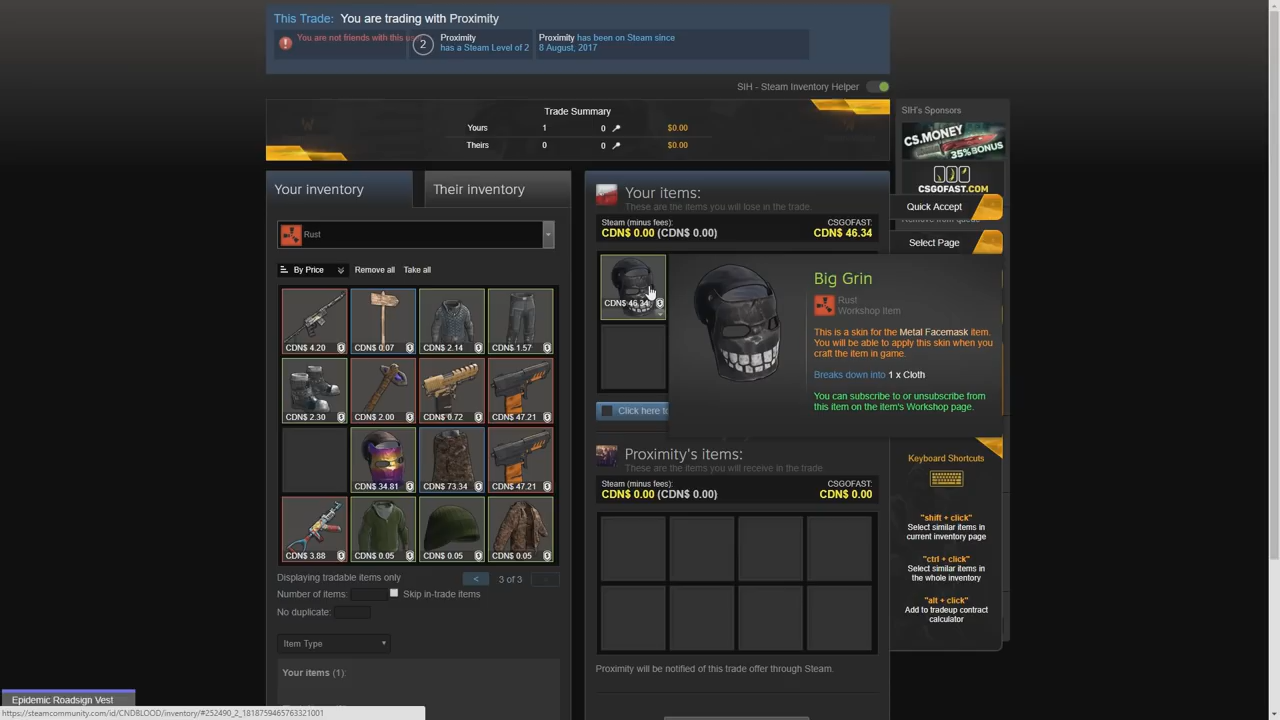 This Trade: You are trading with Proximity
You are not friends with this
2
Proximity
has a Steam Level of 2
Proximity has been on Steam since
8 August, 2017
SIH - Steam Inventory Helper
Trade Summary
Yours 1 0 $0.00
Theirs 0 0 $0.00
SIH's Sponsors
CS.MONEY
35% BONUS
CSGOFAST.COM
Quick Accept
Select Page
Your inventory
Their inventory
Rust
By Price Remove all Take all
CDN$ 4.20 CDN$ 0.07 CDN$ 2.14 CDN$ 1.57
CDN$ 2.30 CDN$ 2.00 CDN$ 0.72 CDN$ 47.21
CDN$ 34.81 CDN$ 73.34 CDN$ 47.21
CDN$ 3.88 CDN$ 0.05 CDN$ 0.05 CDN$ 0.05
Displaying tradable items only
< 3 of 3
Number of items: Skip in-trade items
No duplicate:
Item Type
Your items (1):
Your items:
These are the items you will lose in the trade.
Steam (minus fees):
CDN$ 0.00 (CDN$ 0.00)
CSGOFAST:
CDN$ 46.34
CDN$ 46.34
Big Grin
Rust
Workshop Item
This is a skin for the Metal Facemask item.
You will be able to apply this skin when you
craft the item in game.
Breaks down into 1 x Cloth
You can subscribe to or unsubscribe from
this item on the item's Workshop page.
Click here to
Proximity's items:
These are the items you will receive in the trade.
Steam (minus fees):
CDN$ 0.00 (CDN$ 0.00)
CSGOFAST:
CDN$ 0.00
Proximity will be notified of this trade offer through Steam.
Keyboard Shortcuts
"shift + click"
Select similar items in
current inventory page
"ctrl + click"
Select similar items in
the whole inventory
"alt + click"
Add to tradeup contract
calculator
Epidemic Roadsign Vest
https://steamcommunity.com/id/CNDBLOOD/inventory/#252490_2_1818759465763321001